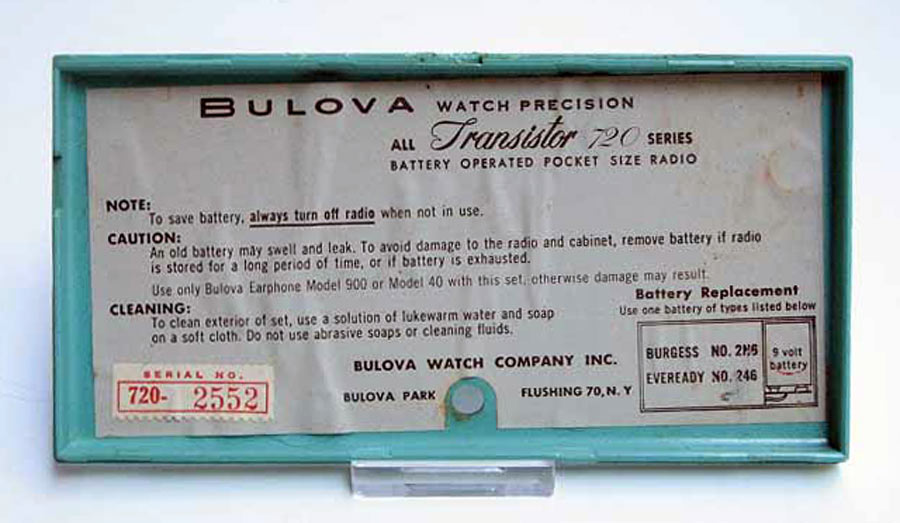 BULOVA WATCH PRECISION
ALL Transistor 720 SERIES
BATTERY OPERATED POCKET SIZE RADIO
NOTE:
To save battery, always turn off radio when not in use.
CAUTION:
An old battery may swell and leak. To avoid damage to the radio and cabinet, remove battery if radio
is stored for a long period of time, or if battery is exhausted.
Use only Bulova Earphone Model 900 or Model 40 with this set, otherwise damage may result.
CLEANING:
To clean exterior of set, use a solution of lukewarm water and soap
on a soft cloth. Do not use abrasive soaps or cleaning fluids.
Battery Replacement
Use one battery of types listed below
BURGESS NO. 2N6
EVEREADY NO. 246
9 volt
battery
BULOVA WATCH COMPANY INC.
BULOVA PARK FLUSHING 70, N. Y
SERIAL NO.
720- 2552